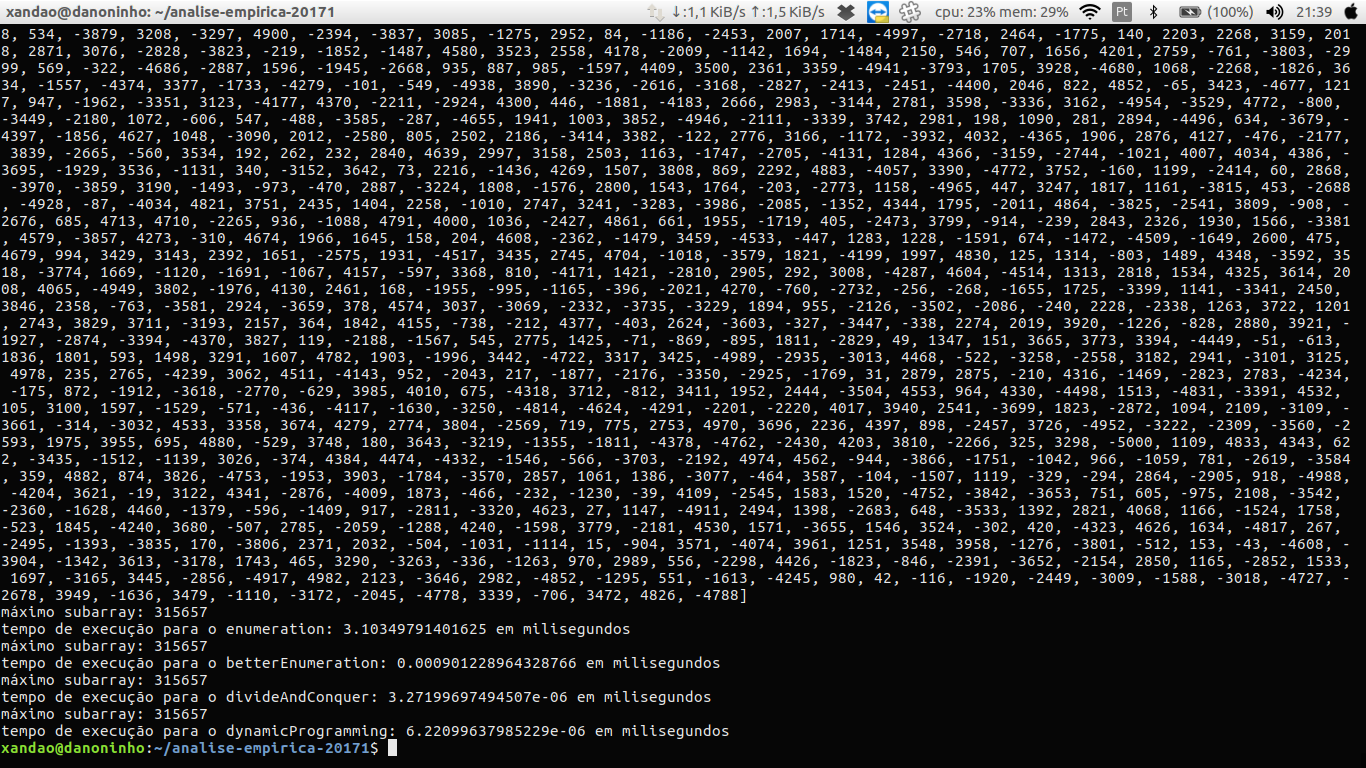 xandao@danoninho: ~/analise-empirica-20171 ↓:1,1 KiB/s ↑:1,5 KiB/s cpu: 23% mem: 29% Pt (100%) 21:39
8, 534, -3879, 3208, -3297, 4900, -2394, -3837, 3085, -1275, 2952, 84, -1186, -2453, 2007, 1714, -4997, -2718, 2464, -1775, 140, 2203, 2268, 3159, 201
8, 2871, 3076, -2828, -3823, -219, -1852, -1487, 4580, 3523, 2558, 4178, -2009, -1142, 1694, -1484, 2150, 546, 707, 1656, 4201, 2759, -761, -3803, -29
99, 569, -322, -4686, -2887, 1596, -1945, -2668, 935, 887, 985, -1597, 4409, 3500, 2361, 3359, -4941, -3793, 1705, 3928, -4680, 1068, -2268, -1826, 36
34, -1557, -4374, 3377, -1733, -4279, -101, -549, -4938, 3890, -3236, -2616, -3168, -2827, -2413, -2451, -4400, 2046, 822, 4852, -65, 3423, -4677, 121
7, 947, -1962, -3351, 3123, -4177, 4370, -2211, -2924, 4300, 446, -1881, -4183, 2666, 2983, -3144, 2781, 3598, -3336, 3162, -4954, -3529, 4772, -800,
-3449, -2180, 1072, -606, 547, -488, -3585, -287, -4655, 1941, 1003, 3852, -4946, -2111, -3339, 3742, 2981, 198, 1090, 281, 2894, -4496, 634, -3679, -
4397, -1856, 4627, 1048, -3090, 2012, -2580, 805, 2502, 2186, -3414, 3382, -122, 2776, 3166, -1172, -3932, 4032, -4365, 1906, 2876, 4127, -476, -2177,
3839, -2665, -560, 3534, 192, 262, 232, 2840, 4639, 2997, 3158, 2503, 1163, -1747, -2705, -4131, 1284, 4366, -3159, -2744, -1021, 4007, 4034, 4386, -
3695, -1929, 3536, -1131, 340, -3152, 3642, 73, 2216, -1436, 4269, 1507, 3808, 869, 2292, 4883, -4057, 3390, -4772, 3752, -160, 1199, -2414, 60, 2868,
-3970, -3859, 3190, -1493, -973, -470, 2887, -3224, 1808, -1576, 2800, 1543, 1764, -203, -2773, 1158, -4965, 447, 3247, 1817, 1161, -3815, 453, -2688
, -4928, -87, -4034, 4821, 3751, 2435, 1404, 2258, -1010, 2747, 3241, -3283, -3986, -2085, -1352, 4344, 1795, -2011, 4864, -3825, -2541, 3809, -908, -
2676, 685, 4713, 4710, -2265, 936, -1088, 4791, 4000, 1036, -2427, 4861, 661, 1955, -1719, 405, -2473, 3799, -914, -239, 2843, 2326, 1930, 1566, -3381
, 4579, -3857, 4273, -310, 4674, 1966, 1645, 158, 204, 4608, -2362, -1479, 3459, -4533, -447, 1283, 1228, -1591, 674, -1472, -4509, -1649, 2600, 475,
4679, 994, 3429, 3143, 2392, 1651, -2575, 1931, -4517, 3435, 2745, 4704, -1018, -3579, 1821, -4199, 1997, 4830, 125, 1314, -803, 1489, 4348, -3592, 35
18, -3774, 1669, -1120, -1691, -1067, 4157, -597, 3368, 810, -4171, 1421, -2810, 2905, 292, 3008, -4287, 4604, -4514, 1313, 2818, 1534, 4325, 3614, 20
08, 4065, -4949, 3802, -1976, 4130, 2461, 168, -1955, -995, -1165, -396, -2021, 4270, -760, -2732, -256, -268, -1655, 1725, -3399, 1141, -3341, 2450,
3846, 2358, -763, -3581, 2924, -3659, 378, 4574, 3037, -3069, -2332, -3735, -3229, 1894, 955, -2126, -3502, -2086, -240, 2228, -2338, 1263, 3722, 1201
, 2743, 3829, 3711, -3193, 2157, 364, 1842, 4155, -738, -212, 4377, -403, 2624, -3603, -327, -3447, -338, 2274, 2019, 3920, -1226, -828, 2880, 3921, -
1927, -2874, -3394, -4370, 3827, 119, -2188, -1567, 545, 2775, 1425, -71, -869, -895, 1811, -2829, 49, 1347, 151, 3665, 3773, 3394, -4449, -51, -613,
1836, 1801, 593, 1498, 3291, 1607, 4782, 1903, -1996, 3442, -4722, 3317, 3425, -4989, -2935, -3013, 4468, -522, -3258, -2558, 3182, 2941, -3101, 3125,
4978, 235, 2765, -4239, 3062, 4511, -4143, 952, -2043, 217, -1877, -2176, -3350, -2925, -1769, 31, 2879, 2875, -210, 4316, -1469, -2823, 2783, -4234,
-175, 872, -1912, -3618, -2770, -629, 3985, 4010, 675, -4318, 3712, -812, 3411, 1952, 2444, -3504, 4553, 964, 4330, -4498, 1513, -4831, -3391, 4532,
105, 3100, 1597, -1529, -571, -436, -4117, -1630, -3250, -4814, -4624, -4291, -2201, -2220, 4017, 3940, 2541, -3699, 1823, -2872, 1094, 2109, -3109, -
3661, -314, -3032, 4533, 3358, 3674, 4279, 2774, 3804, -2569, 719, 775, 2753, 4970, 3696, 2236, 4397, 898, -2457, 3726, -4952, -3222, -2309, -3560, -2
593, 1975, 3955, 695, 4880, -529, 3748, 180, 3643, -3219, -1355, -1811, -4378, -4762, -2430, 4203, 3810, -2266, 325, 3298, -5000, 1109, 4833, 4343, 62
2, -3435, -1512, -1139, 3026, -374, 4384, 4474, -4332, -1546, -566, -3703, -2192, 4974, 4562, -944, -3866, -1751, -1042, 966, -1059, 781, -2619, -3584
, 359, 4882, 874, 3826, -4753, -1953, 3903, -1784, -3570, 2857, 1061, 1386, -3077, -464, 3587, -104, -1507, 1119, -329, -294, 2864, -2905, 918, -4988,
-4204, 3621, -19, 3122, 4341, -2876, -4009, 1873, -466, -232, -1230, -39, 4109, -2545, 1583, 1520, -4752, -3842, -3653, 751, 605, -975, 2108, -3542,
-2360, -1628, 4460, -1379, -596, -1409, 917, -2811, -3320, 4623, 27, 1147, -4911, 2494, 1398, -2683, 648, -3533, 1392, 2821, 4068, 1166, -1524, 1758,
-523, 1845, -4240, 3680, -507, 2785, -2059, -1288, 4240, -1598, 3779, -2181, 4530, 1571, -3655, 1546, 3524, -302, 420, -4323, 4626, 1634, -4817, 267,
-2495, -1393, -3835, 170, -3806, 2371, 2032, -504, -1031, -1114, 15, -904, 3571, -4074, 3961, 1251, 3548, 3958, -1276, -3801, -512, 153, -43, -4608, -
3904, -1342, 3613, -3178, 1743, 465, 3290, -3263, -336, -1263, 970, 2989, 556, -2298, 4426, -1823, -846, -2391, -3652, -2154, 2850, 1165, -2852, 1533,
1697, -3165, 3445, -2856, -4917, 4982, 2123, -3646, 2982, -4852, -1295, 551, -1613, -4245, 980, 42, -116, -1920, -2449, -3009, -1588, -3018, -4727, -
2678, 3949, -1636, 3479, -1110, -3172, -2045, -4778, 3339, -706, 3472, 4826, -4788]
máximo subarray: 315657
tempo de execução para o enumeration: 3.10349791401625 em milisegundos
máximo subarray: 315657
tempo de execução para o betterEnumeration: 0.000901228964328766 em milisegundos
máximo subarray: 315657
tempo de execução para o divideAndConquer: 3.27199697494507e-06 em milisegundos
máximo subarray: 315657
tempo de execução para o dynamicProgramming: 6.22099637985229e-06 em milisegundos
xandao@danoninho:~/analise-empirica-20171$